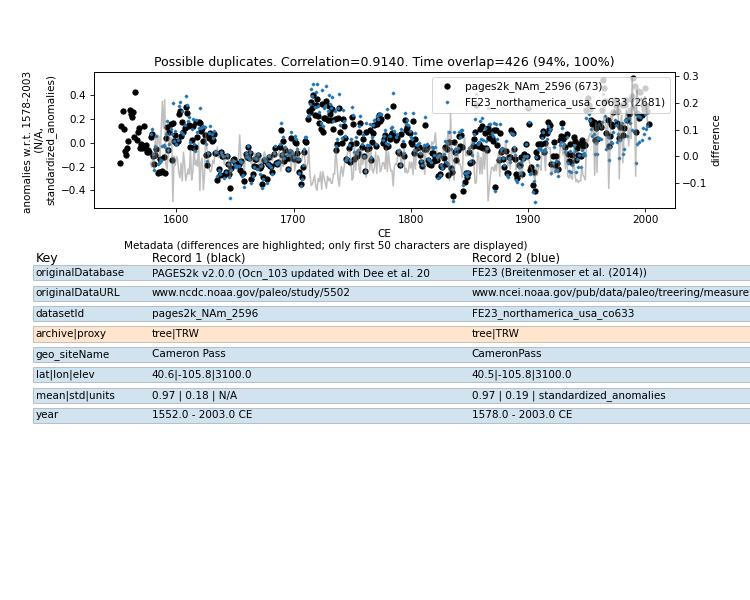 Possible duplicates. Correlation=0.9140. Time overlap=426 (94%, 100%)
anomalies w.r.t. 1578-2003
(N/A,
standardized_anomalies)
0.4
0.2
0.0
−0.2
−0.4
pages2k_NAm_2596 (673)
FE23_northamerica_usa_co633 (2681)
0.3
0.2
0.1
0.0
−0.1
difference
1600 1700 1800 1900 2000
CE
Metadata (differences are highlighted; only first 50 characters are displayed)
Key Record 1 (black) Record 2 (blue)
originalDatabase PAGES2k v2.0.0 (Ocn_103 updated with Dee et al. 20 FE23 (Breitenmoser et al. (2014))
originalDataURL www.ncdc.noaa.gov/paleo/study/5502 www.ncei.noaa.gov/pub/data/paleo/treering/measure
datasetId pages2k_NAm_2596 FE23_northamerica_usa_co633
archive|proxy tree|TRW tree|TRW
geo_siteName Cameron Pass CameronPass
lat|lon|elev 40.6|-105.8|3100.0 40.5|-105.8|3100.0
mean|std|units 0.97 | 0.18 | N/A 0.97 | 0.19 | standardized_anomalies
year 1552.0 - 2003.0 CE 1578.0 - 2003.0 CE